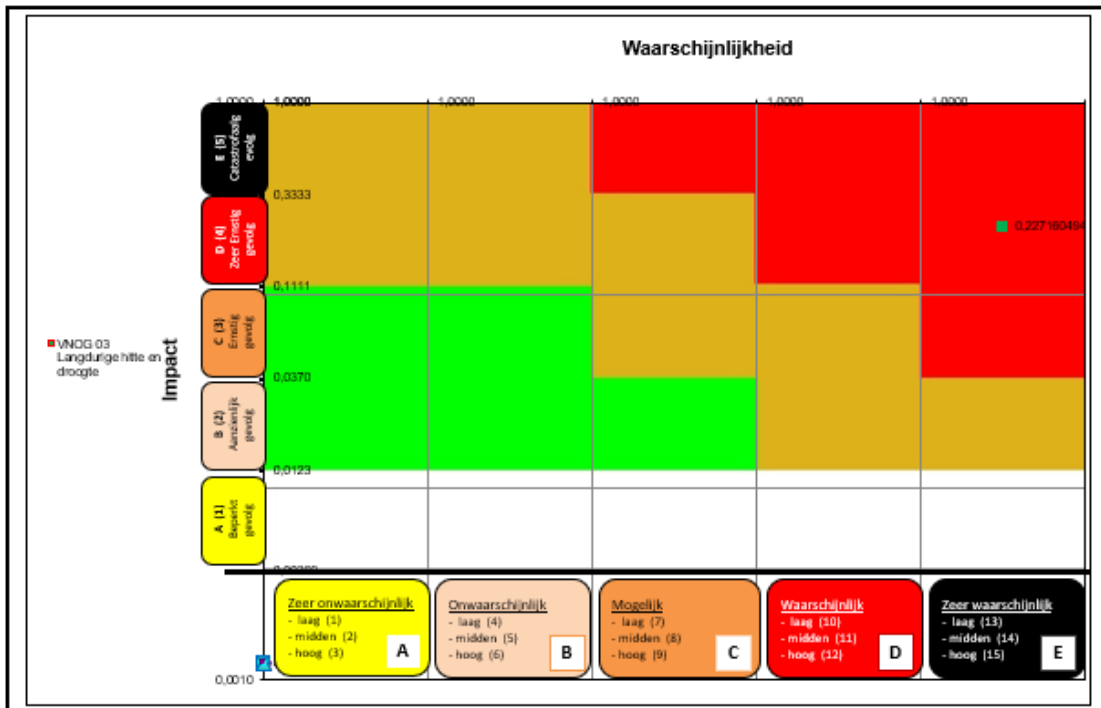 Waarschijnlijkheid
1,0000
1,0000
1,0000
1,0000
1,0000
1,0000
E (5)
Catastrofaalg
evolg
0,3333
D (4)
Zeer Ernstig
gevolg
0,227160494
0,1111
C (3)
Ernstig
gevolg
VNOG 03
Langdurige hitte en
droogte
Impact
0,0370
B (2)
Aanzienlijk
gevolg
0,0123
A (1)
Beperkt
gevolg
Zeer onwaarschijnlijk
- laag (1)
- midden (2)
- hoog (3)
A
Onwaarschijnlijk
- laag (4)
- midden (5)
- hoog (6)
B
Mogelijk
- laag (7)
- midden (8)
- hoog (9)
C
Waarschijnlijk
- laag (10)
- midden (11)
- hoog (12)
D
Zeer waarschijnlijk
- laag (13)
- midden (14)
- hoog (15)
E
0,0010